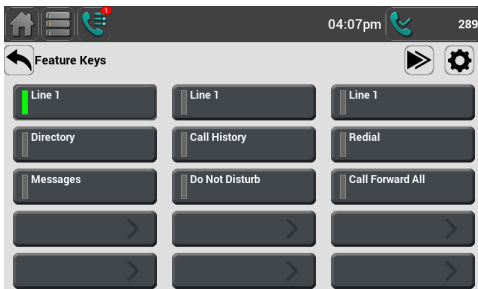 1
04:07pm 289
Feature Keys
Line 1 Line 1 Line 1
Directory Call History Redial
Messages Do Not Disturb Call Forward All